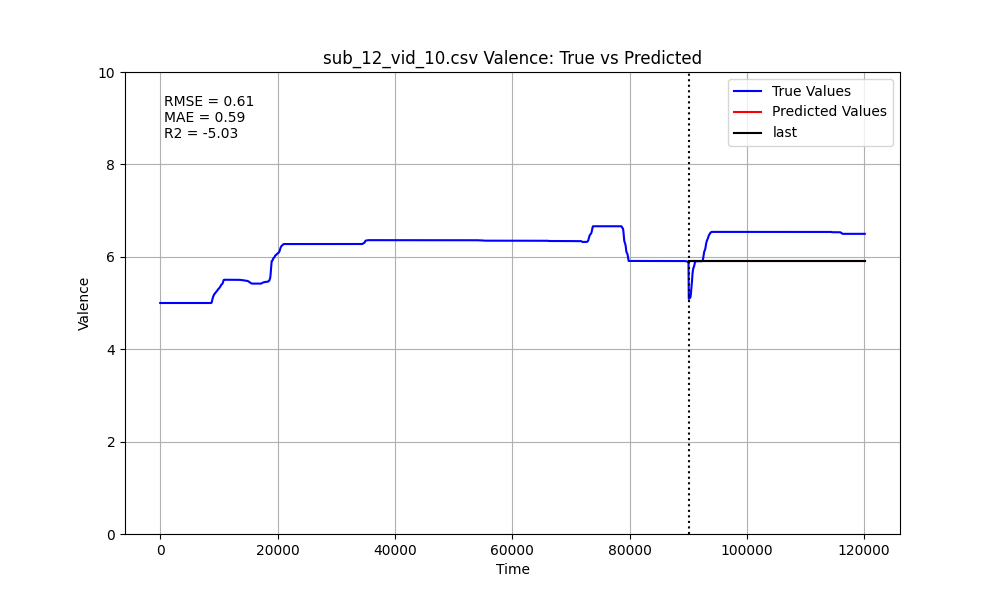 sub_12_vid_10.csv Valence: True vs Predicted
RMSE = 0.61
MAE = 0.59
R2 = -5.03
True Values
Predicted Values
last
10
8
6
4
2
0
Valence
0
20000
40000
60000
80000
100000
120000
Time